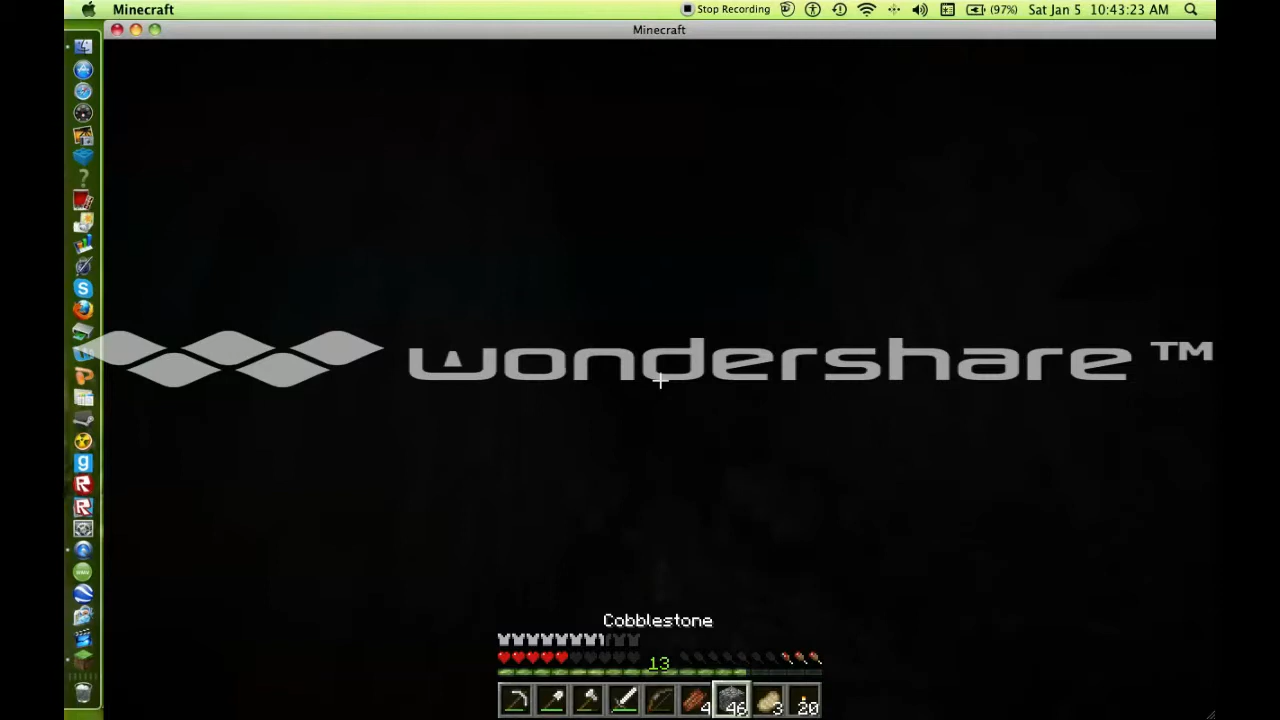 Minecraft Stop Recording (97%) Sat Jan 5 10:43:23 AM
Minecraft
wondershare™
Cobblestone
13
4 46 3 20